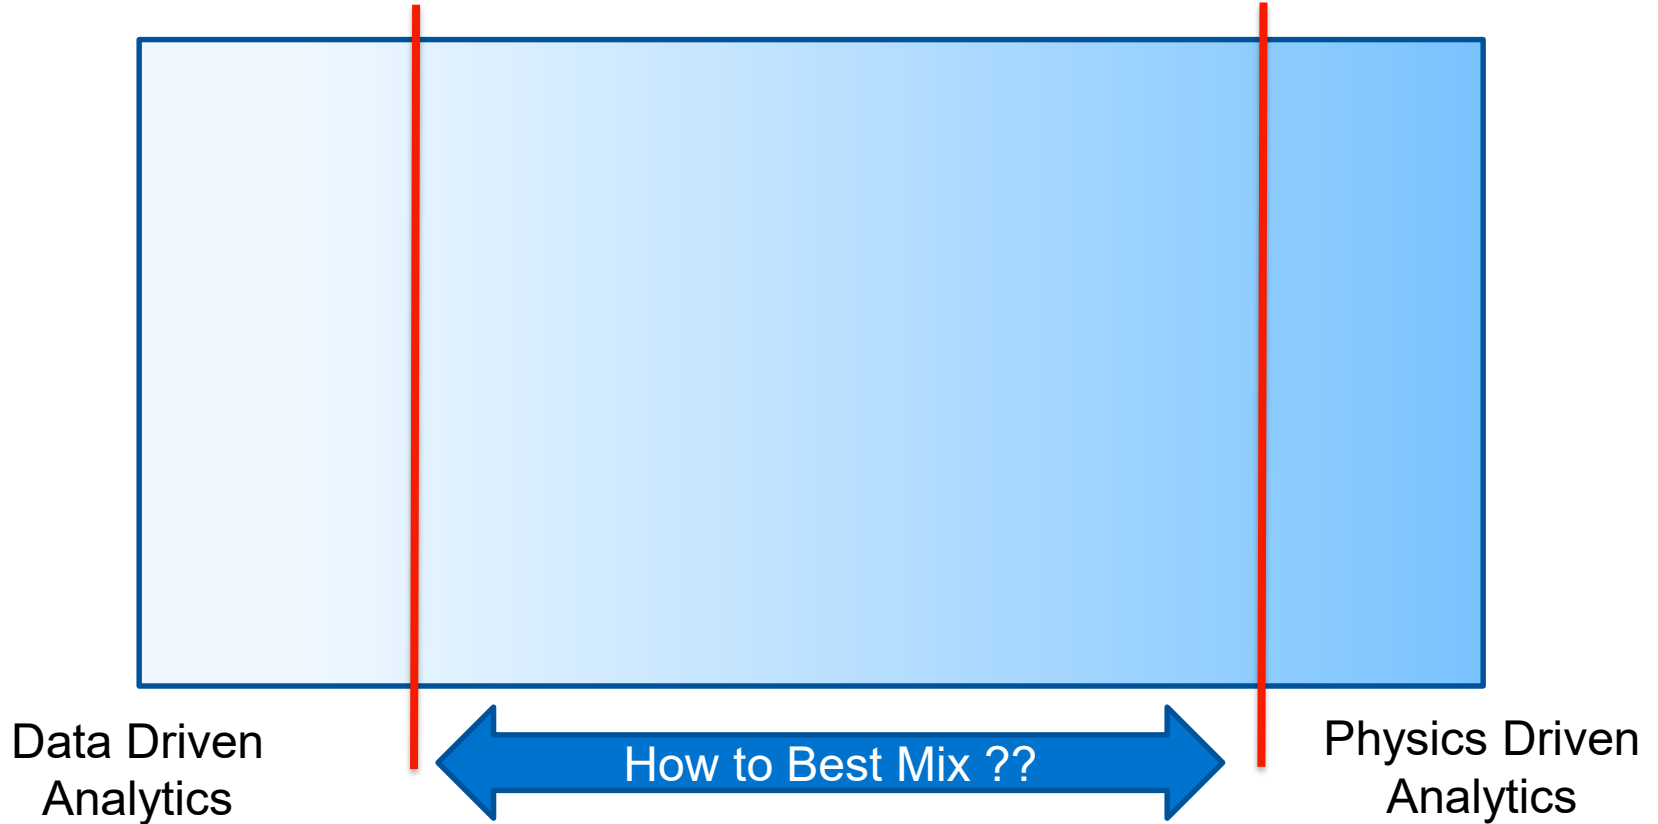 Data Driven
Analytics
How to Best Mix ??
Physics Driven
Analytics